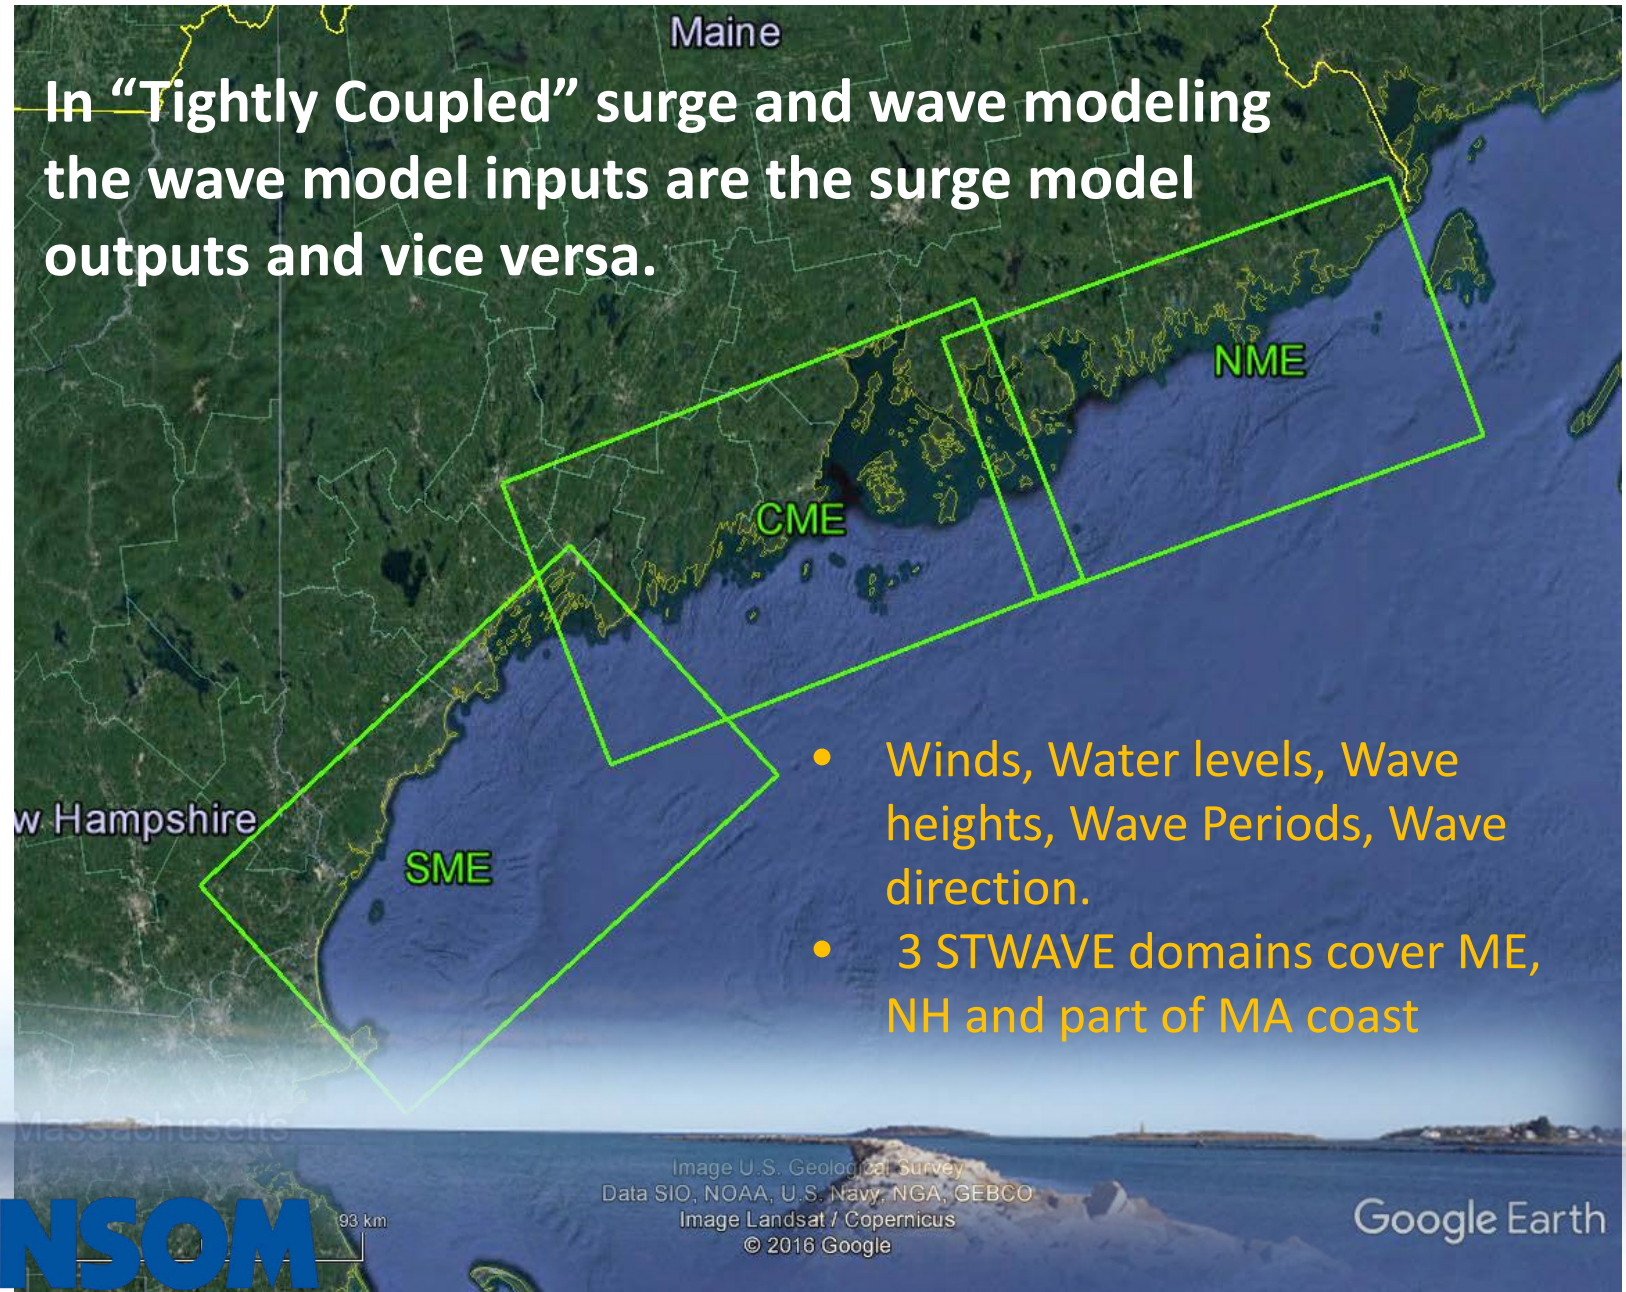 Maine
In “Tightly Coupled” surge and wave modeling
the wave model inputs are the surge model
outputs and vice versa.
NME
CME
• Winds, Water levels, Wave
heights, Wave Periods, Wave
direction.
w Hampshire
SME
• 3 STWAVE domains cover ME,
NH and part of MA coast
Massachusetts
Image U.S. Geological Survey
Data SIO, NOAA, U.S. Navy, NGA, GEBCO
Image Landsat / Copernicus
© 2016 Google
93 km
NSOM
Google Earth